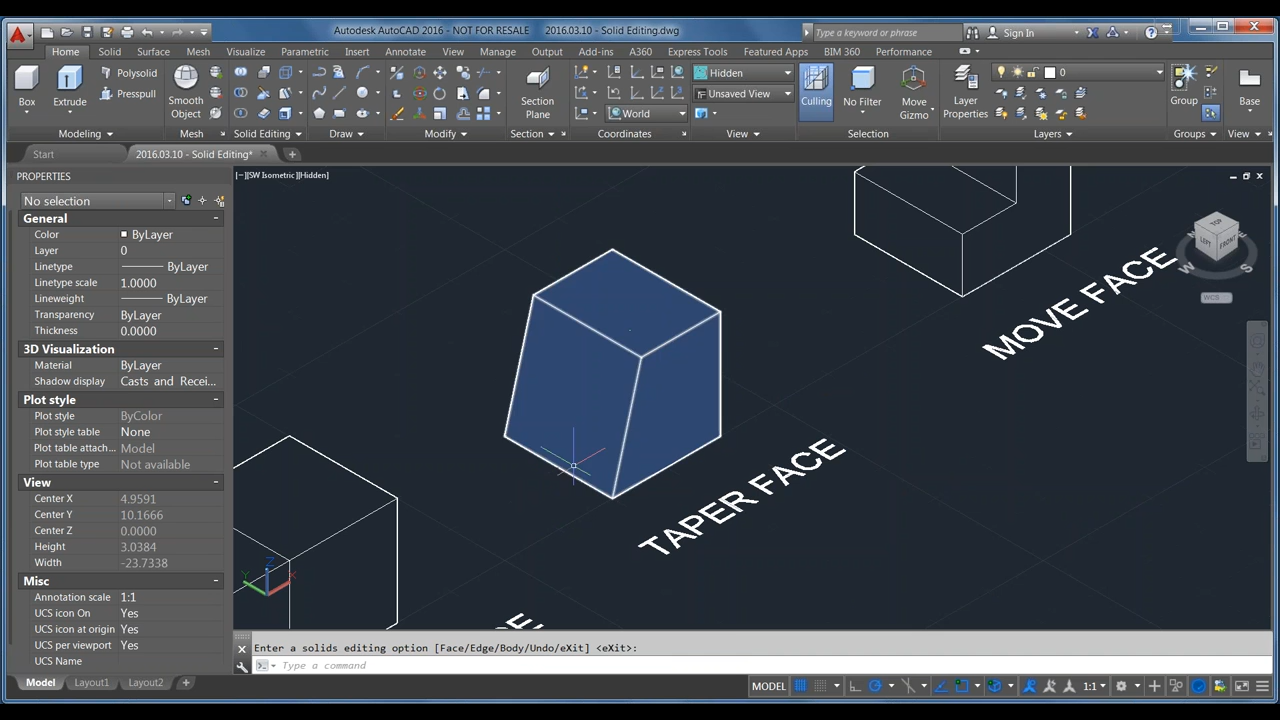 Autodesk AutoCAD 2016 - NOT FOR RESALE 2016.03.10 - Solid Editing.dwg
Type a keyword or phrase
Sign In
Home Solid Surface Mesh Visualize Parametric Insert Annotate View Manage Output Add-ins A360 Express Tools Featured Apps BIM 360 Performance
Box
Extrude
Polysolid
Presspull
Smooth Object
Section Plane
World
Hidden
Unsaved View
Culling
No Filter
Move Gizmo
Layer Properties
0
Group
Base
Modeling
Mesh
Solid Editing
Draw
Modify
Section
Coordinates
View
Selection
Layers
Groups
View
Start
2016.03.10 - Solid Editing*
PROPERTIES
No selection
General
Color ByLayer
Layer 0
Linetype ByLayer
Linetype scale 1.0000
Lineweight ByLayer
Transparency ByLayer
Thickness 0.0000
3D Visualization
Material ByLayer
Shadow display Casts and Recei...
Plot style
Plot style ByColor
Plot style table None
Plot table attach... Model
Plot table type Not available
View
Center X 4.9591
Center Y 10.1666
Center Z 0.0000
Height 3.0384
Width -23.7338
Misc
Annotation scale 1:1
UCS icon On Yes
UCS icon at origin Yes
UCS per viewport Yes
UCS Name
[−][SW Isometric][Hidden]
TOP
LEFT
FRONT
W
S
WCS
MOVE FACE
TAPER FACE
Z
Y
X
Enter a solids editing option [Face/Edge/Body/Undo/eXit] <eXit>:
Type a command
Model Layout1 Layout2
MODEL
1:1